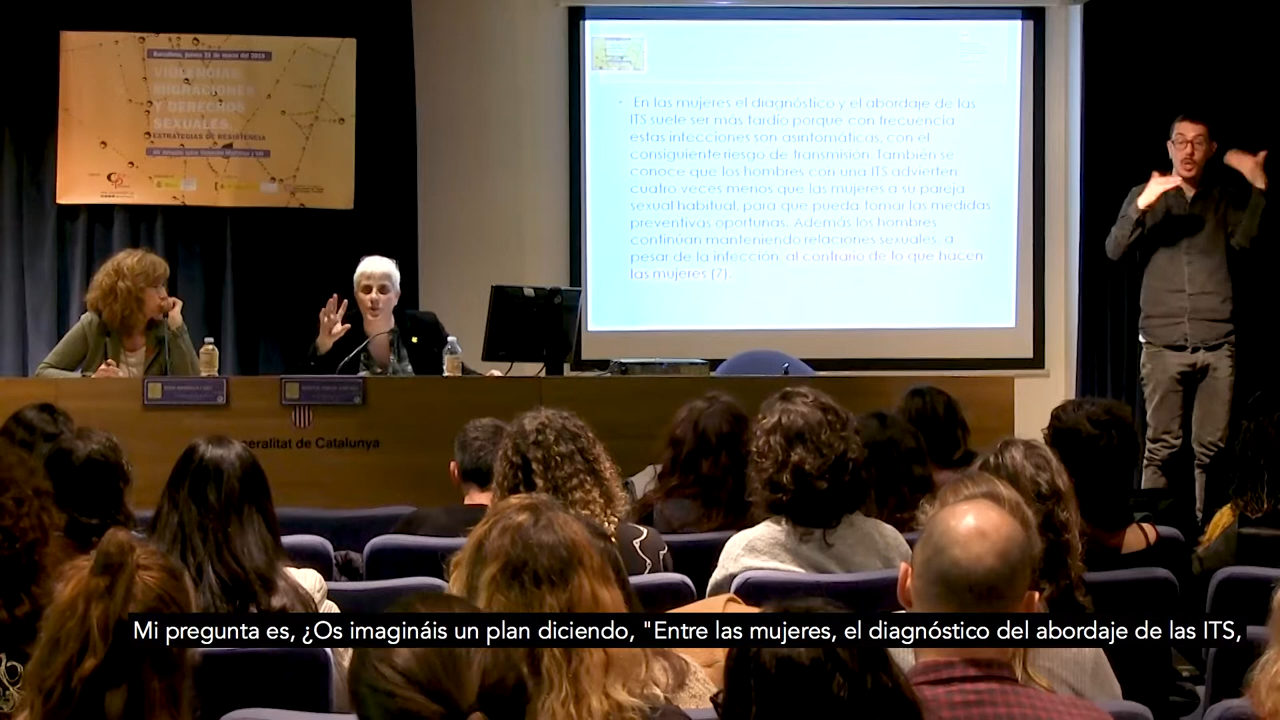 Barcelona, jueves 21 de marzo del 2019
VIOLENCIAS
MIGRACIONES
Y DERECHOS
SEXUALES.
ESTRATEGIAS DE RESISTENCIA
En las mujeres el diagnóstico y el abordaje de las
ITS suele ser más tardío porque con frecuencia
estas infecciones son asintomáticas, con el
consiguiente riesgo de transmisión. También se
conoce que los hombres con una ITS advierten
cuatro veces menos que las mujeres a su pareja
sexual habitual, para que pueda tomar las medidas
preventivas oportunas. Además los hombres
continúan manteniendo relaciones sexuales, a
pesar de la infección, al contrario de lo que hacen
las mujeres (7).
neralitat de Catalunya
Mi pregunta es, ¿Os imagináis un plan diciendo, "Entre las mujeres, el diagnóstico del abordaje de las ITS,